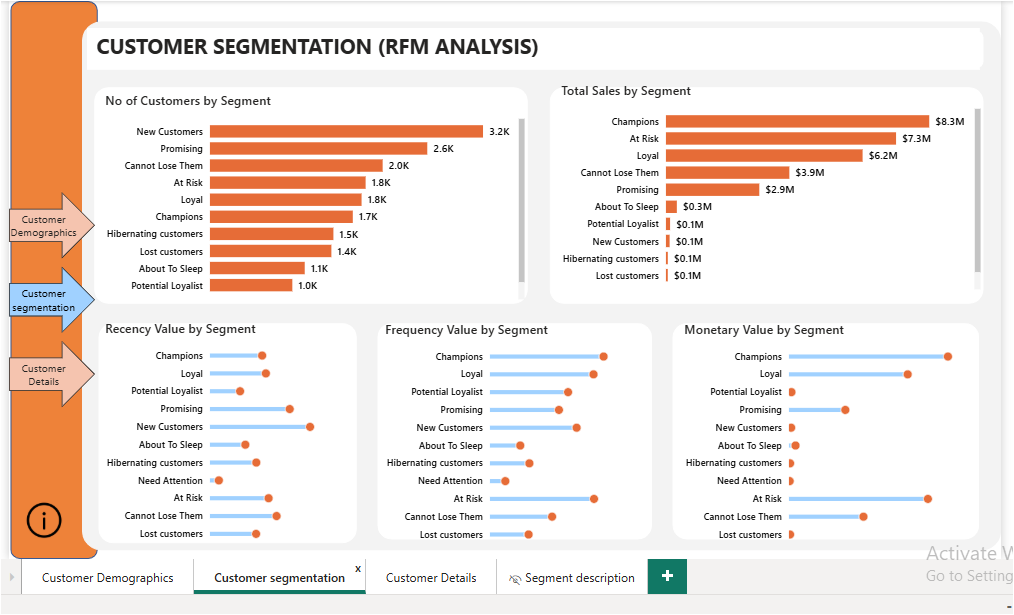 CUSTOMER SEGMENTATION (RFM ANALYSIS)
No of Customers by Segment
New Customers 3.2K
Promising 2.6K
Cannot Lose Them 2.0K
At Risk 1.8K
Loyal 1.8K
Champions 1.7K
Hibernating customers 1.5K
Lost customers 1.4K
About To Sleep 1.1K
Potential Loyalist 1.0K
Total Sales by Segment
Champions $8.3M
At Risk $7.3M
Loyal $6.2M
Cannot Lose Them $3.9M
Promising $2.9M
About To Sleep $0.3M
Potential Loyalist $0.1M
New Customers $0.1M
Hibernating customers $0.1M
Lost customers $0.1M
Customer
Demographics
Customer
segmentation
Customer
Details
Recency Value by Segment
Champions
Loyal
Potential Loyalist
Promising
New Customers
About To Sleep
Hibernating customers
Need Attention
At Risk
Cannot Lose Them
Lost customers
Frequency Value by Segment
Champions
Loyal
Potential Loyalist
Promising
New Customers
About To Sleep
Hibernating customers
Need Attention
At Risk
Cannot Lose Them
Lost customers
Monetary Value by Segment
Champions
Loyal
Potential Loyalist
Promising
New Customers
About To Sleep
Hibernating customers
Need Attention
At Risk
Cannot Lose Them
Lost customers
Activate W
Go to Setting
Customer Demographics Customer segmentation x Customer Details Segment description +